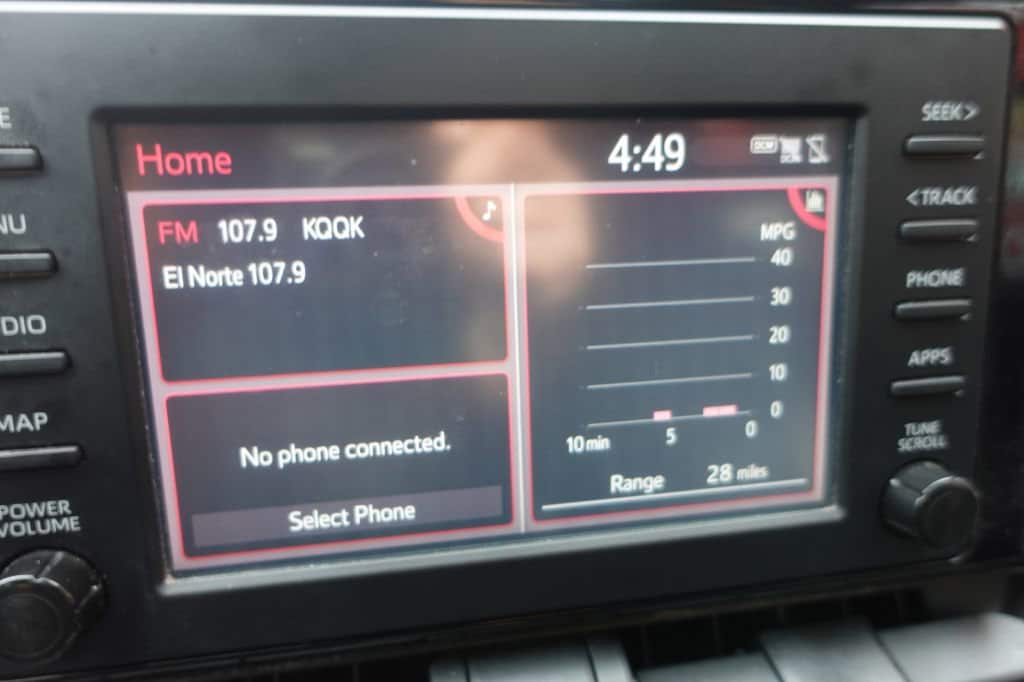 E
NU
DIO
MAP
POWER
VOLUME
Home
4:49
DCM
DCM
FM 107.9 KQQK
El Norte 107.9
No phone connected.
Select Phone
MPG
40
30
20
10
0
10 min 5 0
Range 28 miles
SEEK >
< TRACK
PHONE
APPS
TUNE
SCROLL